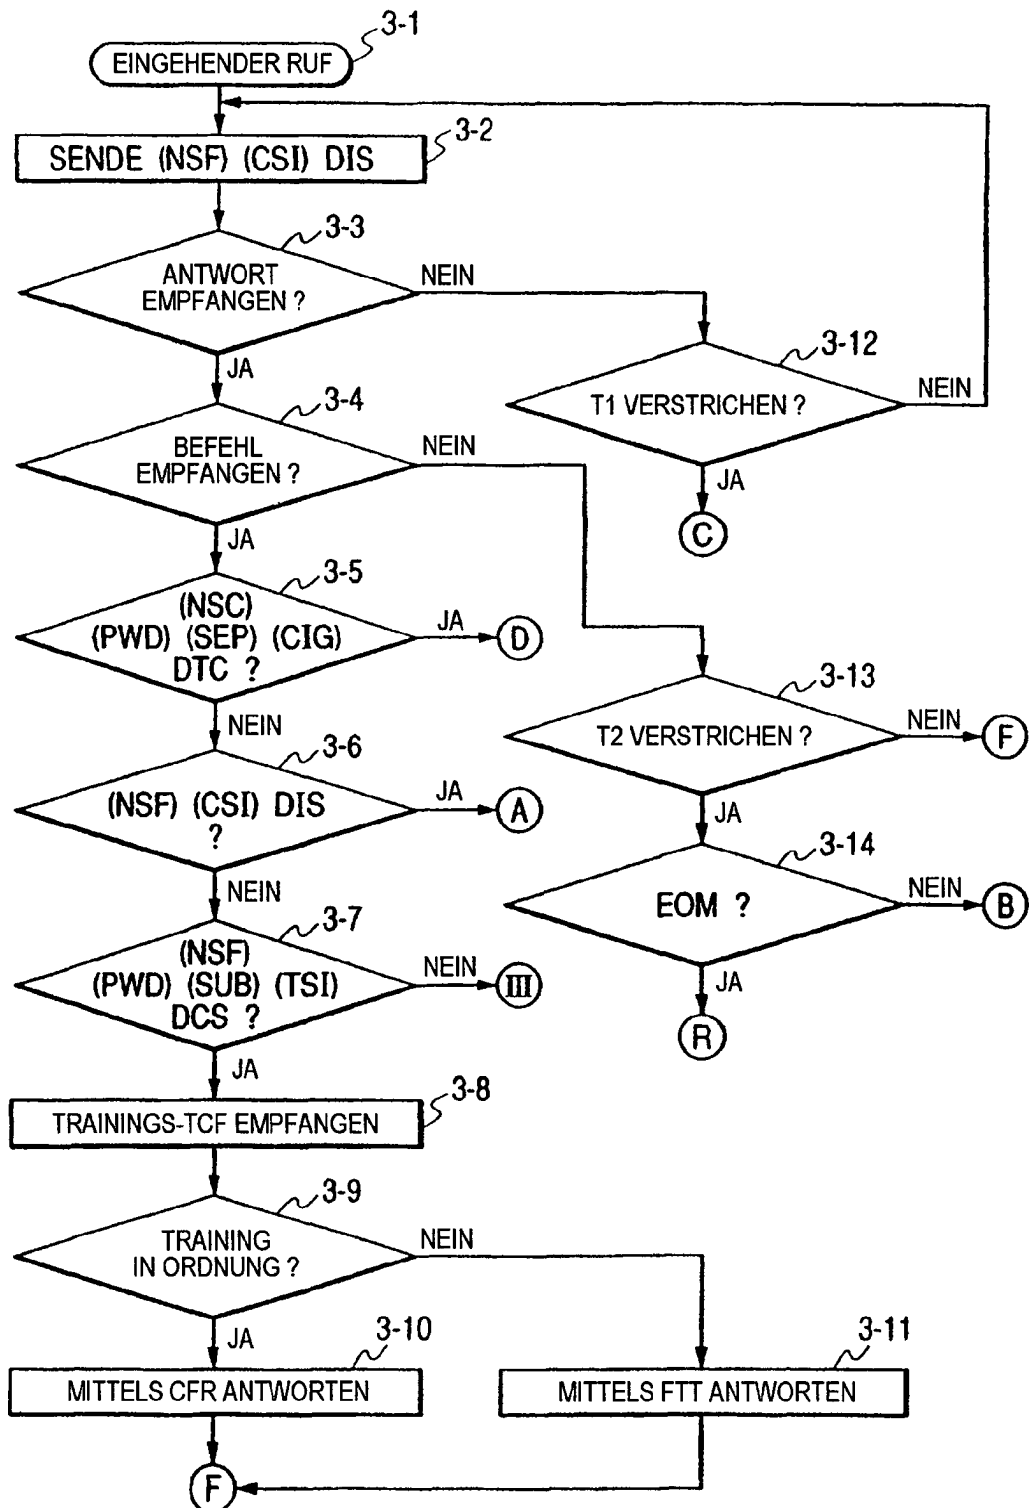 3-1
EINGEHENDER RUF
3-2
SENDE (NSF) (CSI) DIS
3-3
ANTWORT
EMPFANGEN ?
NEIN
JA
3-12
T1 VERSTRICHEN ?
NEIN
JA
C
3-4
BEFEHL
EMPFANGEN ?
NEIN
JA
3-5
(NSC)
(PWD) (SEP) (CIG)
DTC ?
JA
D
NEIN
3-13
T2 VERSTRICHEN ?
NEIN
F
JA
3-6
(NSF) (CSI) DIS
?
JA
A
NEIN
3-14
EOM ?
NEIN
B
JA
R
3-7
(NSF)
(PWD) (SUB) (TSI)
DCS ?
NEIN
III
JA
3-8
TRAININGS-TCF EMPFANGEN
3-9
TRAINING
IN ORDNUNG ?
NEIN
JA
3-10
MITTELS CFR ANTWORTEN
3-11
MITTELS FTT ANTWORTEN
F